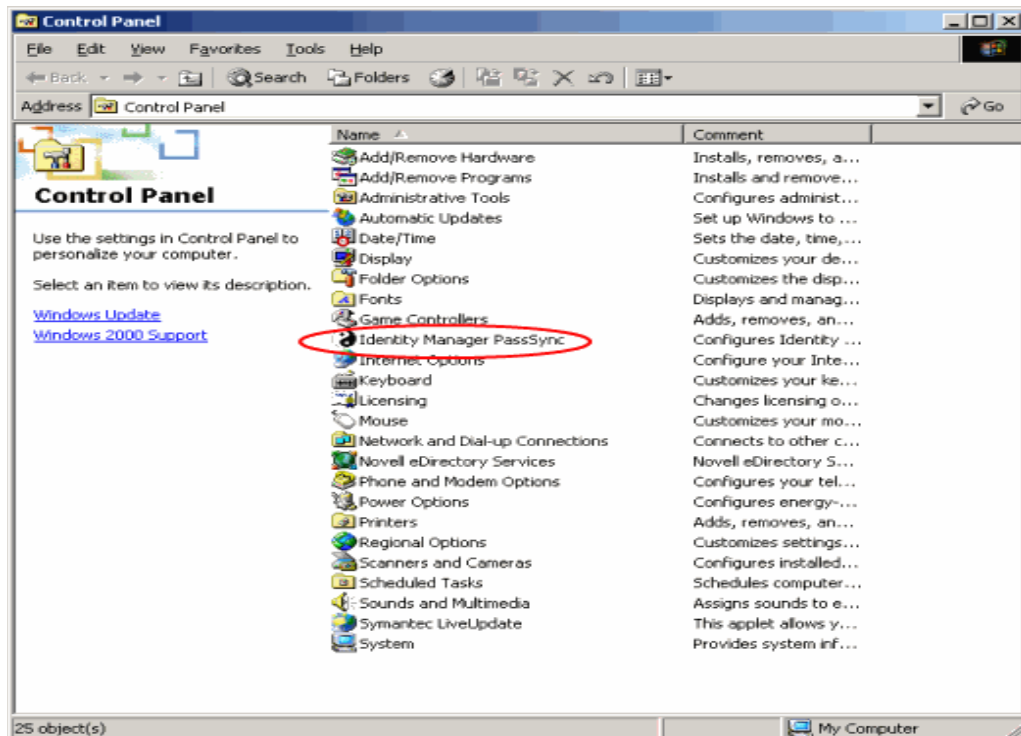 Control Panel
File Edit View Favorites Tools Help
Back Search Folders
Address Control Panel Go
Control Panel
Use the settings in Control Panel to
personalize your computer.
Select an item to view its description.
Windows Update
Windows 2000 Support
Name Comment
Add/Remove Hardware Installs, removes, a...
Add/Remove Programs Installs and remove...
Administrative Tools Configures administ...
Automatic Updates Set up Windows to ...
Date/Time Sets the date, time,...
Display Customizes your de...
Folder Options Customizes the disp...
Fonts Displays and manag...
Game Controllers Adds, removes, an...
Identity Manager PassSync Configures Identity ...
Internet Options Configure your Inte...
Keyboard Customizes your ke...
Licensing Changes licensing o...
Mouse Customizes your mo...
Network and Dial-up Connections Connects to other c...
Novell eDirectory Services Novell eDirectory S...
Phone and Modem Options Configures your tel...
Power Options Configures energy-...
Printers Adds, removes, an...
Regional Options Customizes settings...
Scanners and Cameras Configures installed...
Scheduled Tasks Schedules computer...
Sounds and Multimedia Assigns sounds to e...
Symantec LiveUpdate This applet allows y...
System Provides system inf...
25 object(s) My Computer